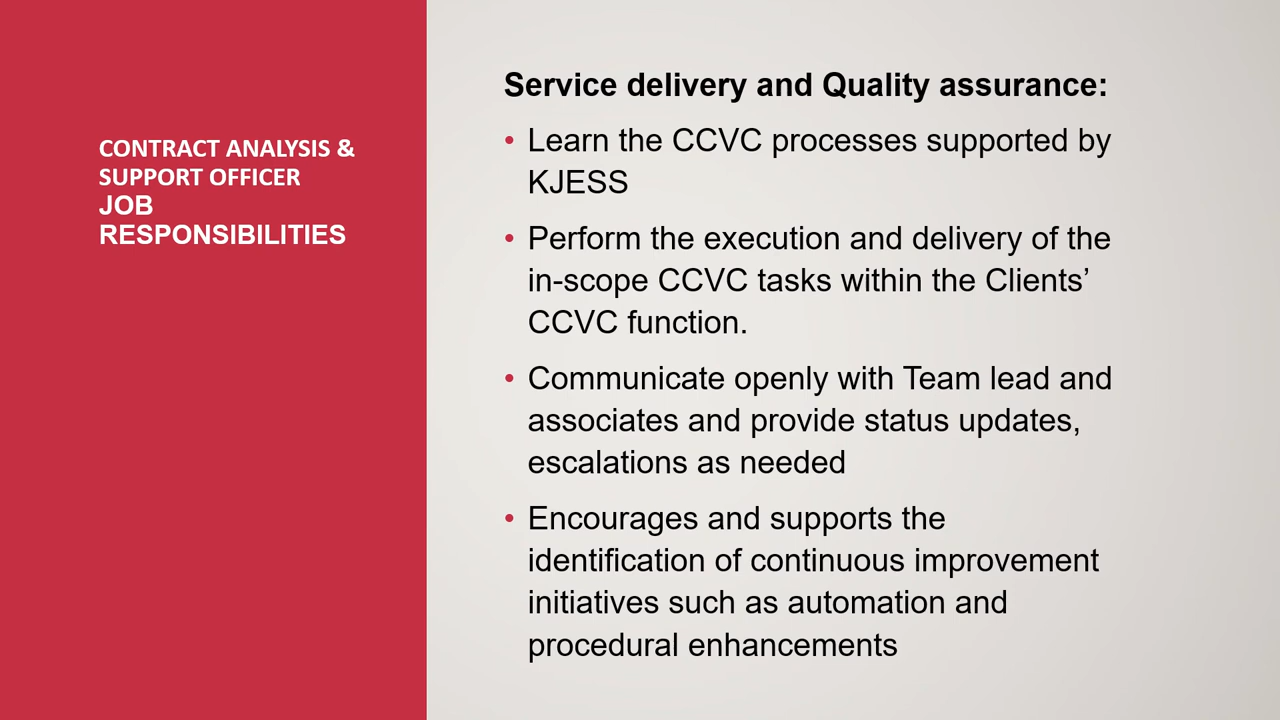 CONTRACT ANALYSIS &
SUPPORT OFFICER
JOB
RESPONSIBILITIES
Service delivery and Quality assurance:
• Learn the CCVC processes supported by
KJESS
• Perform the execution and delivery of the
in-scope CCVC tasks within the Clients’
CCVC function.
• Communicate openly with Team lead and
associates and provide status updates,
escalations as needed
• Encourages and supports the
identification of continuous improvement
initiatives such as automation and
procedural enhancements